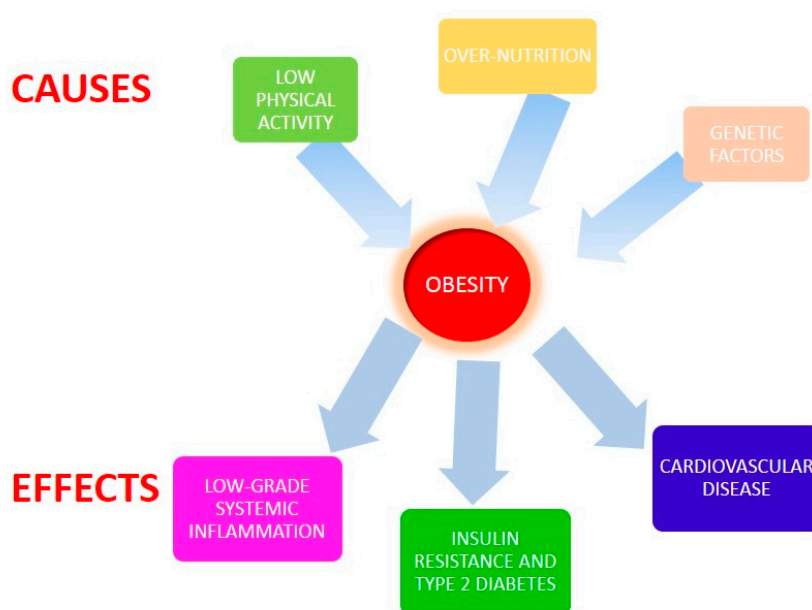 CAUSES
LOW
PHYSICAL
ACTIVITY
OVER-NUTRITION
GENETIC
FACTORS
OBESITY
EFFECTS
LOW-GRADE
SYSTEMIC
INFLAMMATION
INSULIN
RESISTANCE AND
TYPE 2 DIABETES
CARDIOVASCULAR
DISEASE